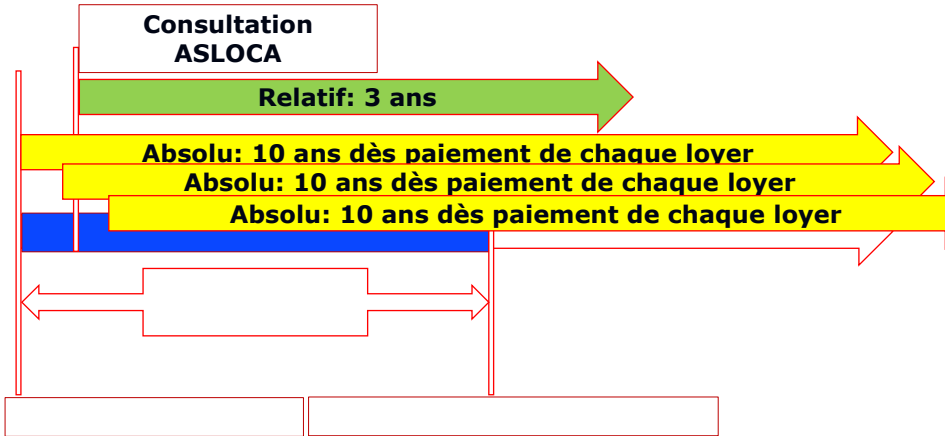 Consultation
ASLOCA
Relatif: 3 ans
Absolu: 10 ans dès paiement de chaque loyer
Absolu: 10 ans dès paiement de chaque loyer
Absolu: 10 ans dès paiement de chaque loyer